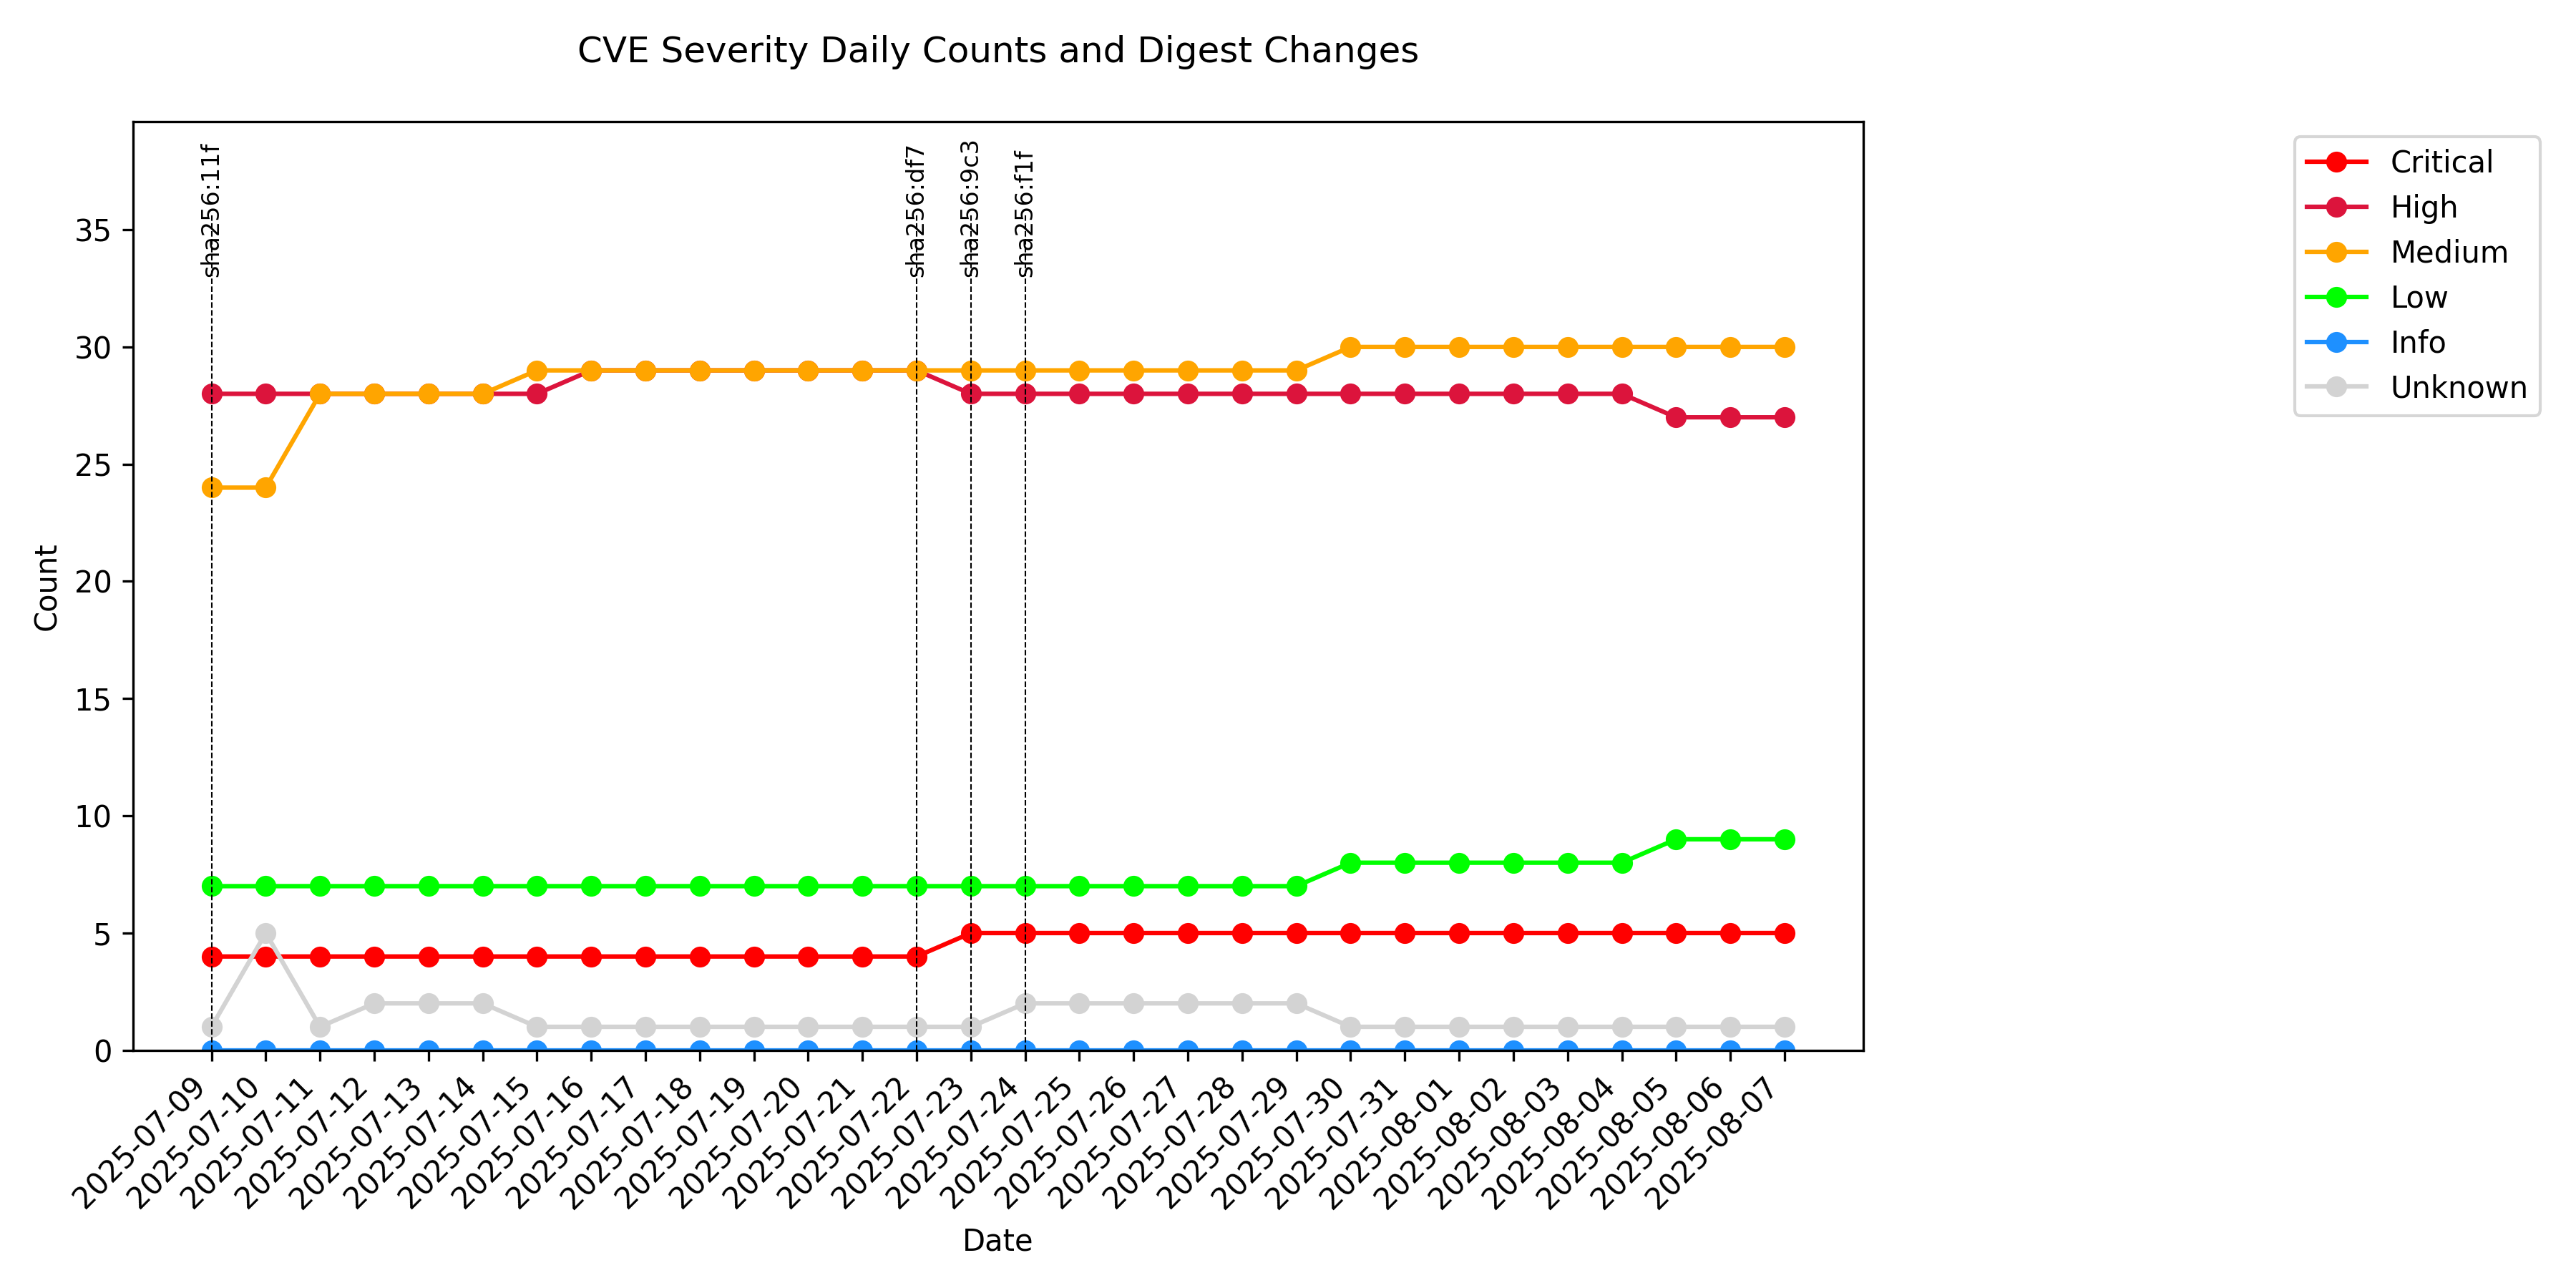 CVE Severity Daily Counts and Digest Changes
sha256:11f
sha256:df7
sha256:9c3
sha256:f1f
Critical
High
Medium
Low
Info
Unknown
Count
35
30
25
20
15
10
5
0
2025-07-09
2025-07-10
2025-07-11
2025-07-12
2025-07-13
2025-07-14
2025-07-15
2025-07-16
2025-07-17
2025-07-18
2025-07-19
2025-07-20
2025-07-21
2025-07-22
2025-07-23
2025-07-24
2025-07-25
2025-07-26
2025-07-27
2025-07-28
2025-07-29
2025-07-30
2025-07-31
2025-08-01
2025-08-02
2025-08-03
2025-08-04
2025-08-05
2025-08-06
2025-08-07
Date